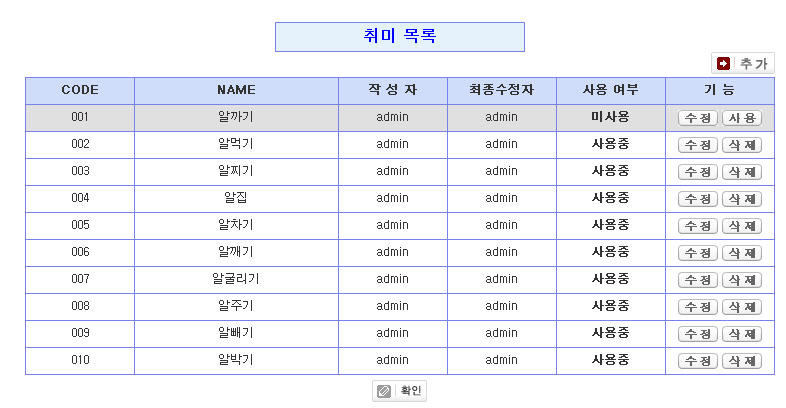 취미 목록
추 가
CODE NAME 작 성 자 최종수정자 사용 여부 기 능
001 알까기 admin admin 미사용 수 정 사 용
002 알먹기 admin admin 사용중 수 정 삭 제
003 알찌기 admin admin 사용중 수 정 삭 제
004 알집 admin admin 사용중 수 정 삭 제
005 알차기 admin admin 사용중 수 정 삭 제
006 알깨기 admin admin 사용중 수 정 삭 제
007 알굴리기 admin admin 사용중 수 정 삭 제
008 알주기 admin admin 사용중 수 정 삭 제
009 알빼기 admin admin 사용중 수 정 삭 제
010 알박기 admin admin 사용중 수 정 삭 제
확인